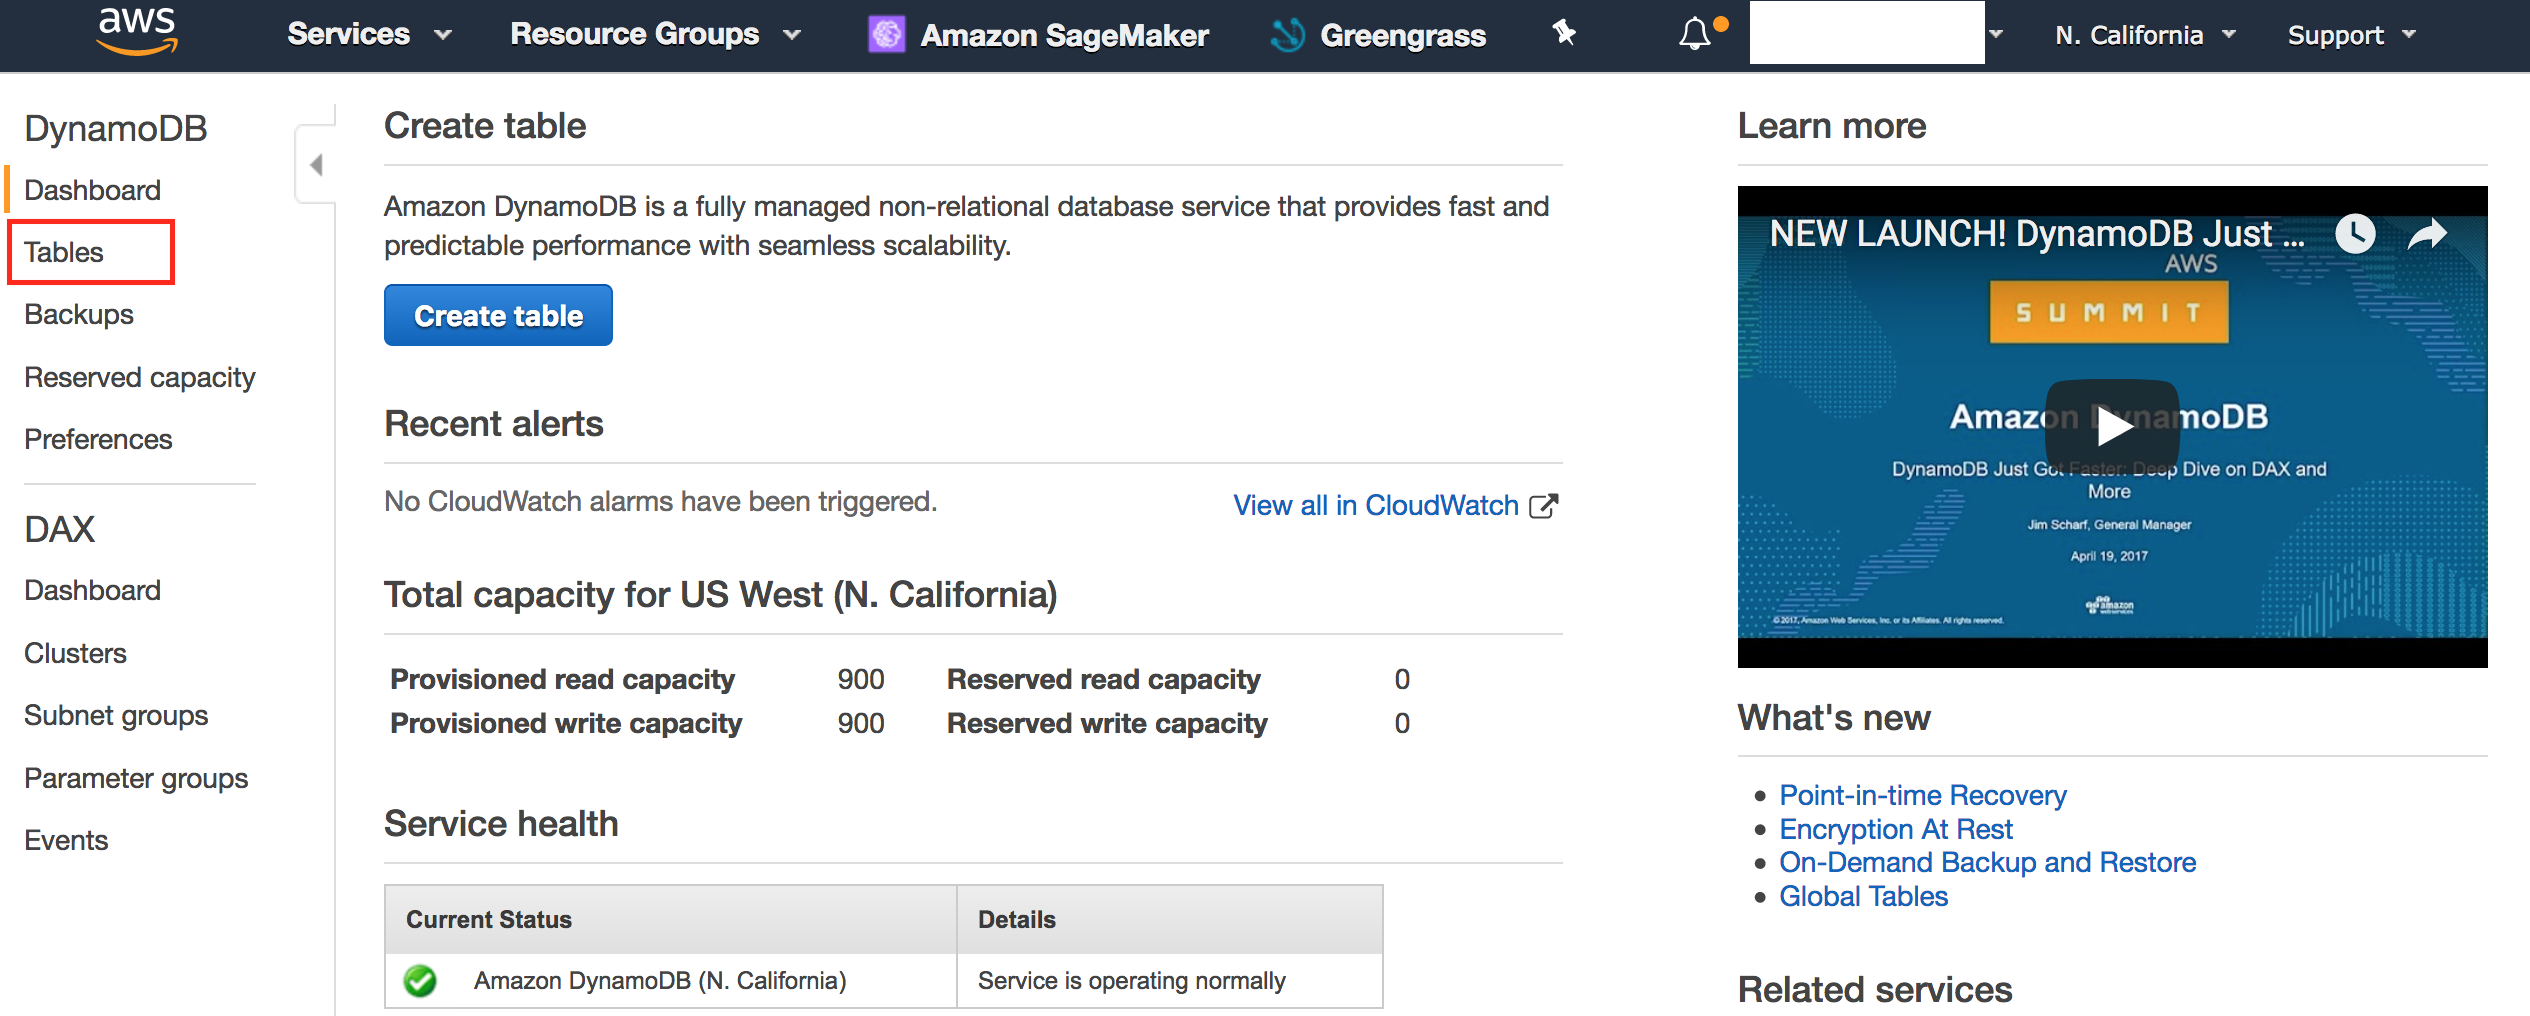 aws
Services
Resource Groups
Amazon SageMaker
Greengrass
N. California
Support
DynamoDB
Dashboard
Tables
Backups
Reserved capacity
Preferences
DAX
Dashboard
Clusters
Subnet groups
Parameter groups
Events
Create table
Amazon DynamoDB is a fully managed non-relational database service that provides fast and
predictable performance with seamless scalability.
Create table
Recent alerts
No CloudWatch alarms have been triggered.
View all in CloudWatch
Total capacity for US West (N. California)
Provisioned read capacity 900 Reserved read capacity 0
Provisioned write capacity 900 Reserved write capacity 0
Service health
Current Status Details
Amazon DynamoDB (N. California) Service is operating normally
Learn more
NEW LAUNCH! DynamoDB Just ...
AWS
SUMMIT
Amazon DynamoDB
DynamoDB Just Got Faster: Deep Dive on DAX and
More
Jim Scharf, General Manager
April 19, 2017
amazon
webservices
© 2017, Amazon Web Services, Inc. or its Affiliates. All rights reserved.
What's new
Point-in-time Recovery
Encryption At Rest
On-Demand Backup and Restore
Global Tables
Related services